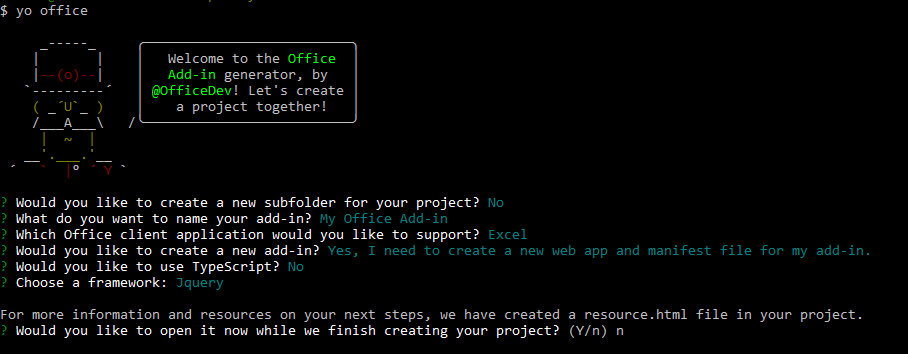 $ yo office
Welcome to the Office
Add-in generator, by
@OfficeDev! Let's create
a project together!
? Would you like to create a new subfolder for your project? No
? What do you want to name your add-in? My Office Add-in
? Which Office client application would you like to support? Excel
? Would you like to create a new add-in? Yes, I need to create a new web app and manifest file for my add-in.
? Would you like to use TypeScript? No
? Choose a framework: Jquery
For more information and resources on your next steps, we have created a resource.html file in your project.
? Would you like to open it now while we finish creating your project? (Y/n) n